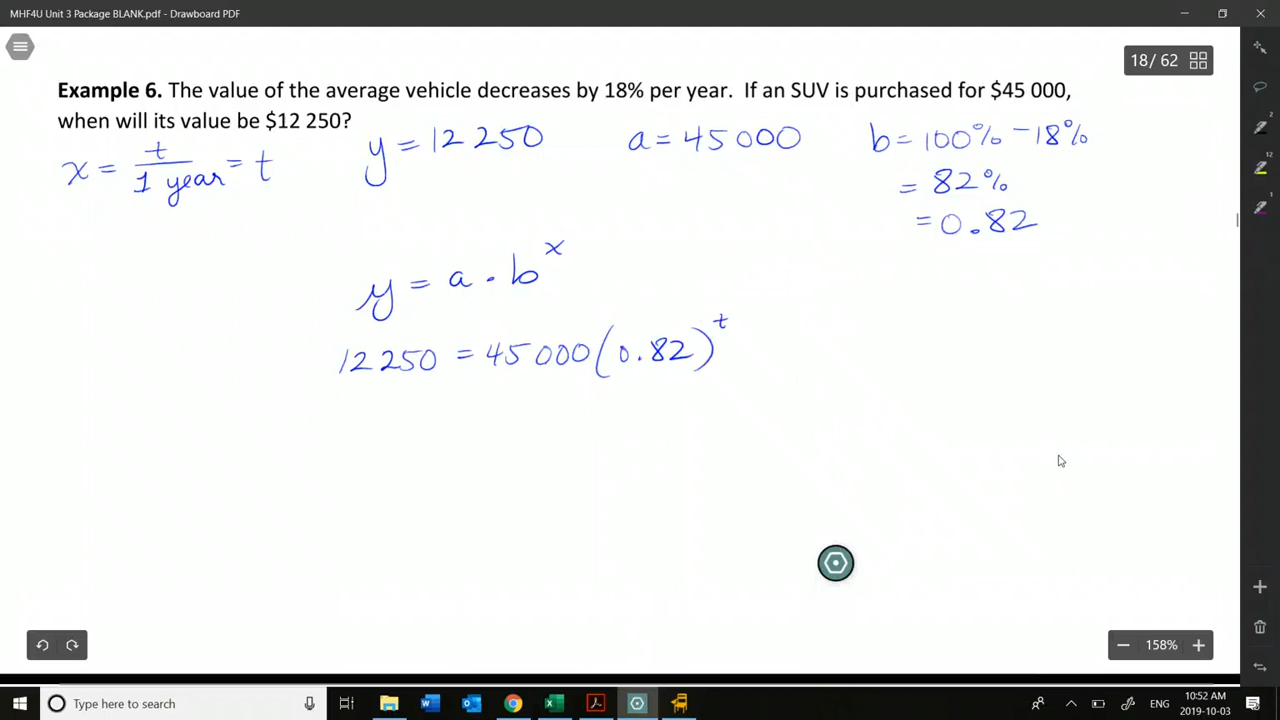 MHF4U Unit 3 Package BLANK.pdf - Drawboard PDF
18 / 62
Example 6. The value of the average vehicle decreases by 18% per year. If an SUV is purchased for $45 000,
when will its value be $12 250?
x = t / 1 year = t
y = 12 250
a = 45 000
b = 100% - 18%
= 82%
= 0.82
y = a · b^x
12 250 = 45 000 (0.82)^t
158%
Type here to search
ENG
10:52 AM
2019-10-03